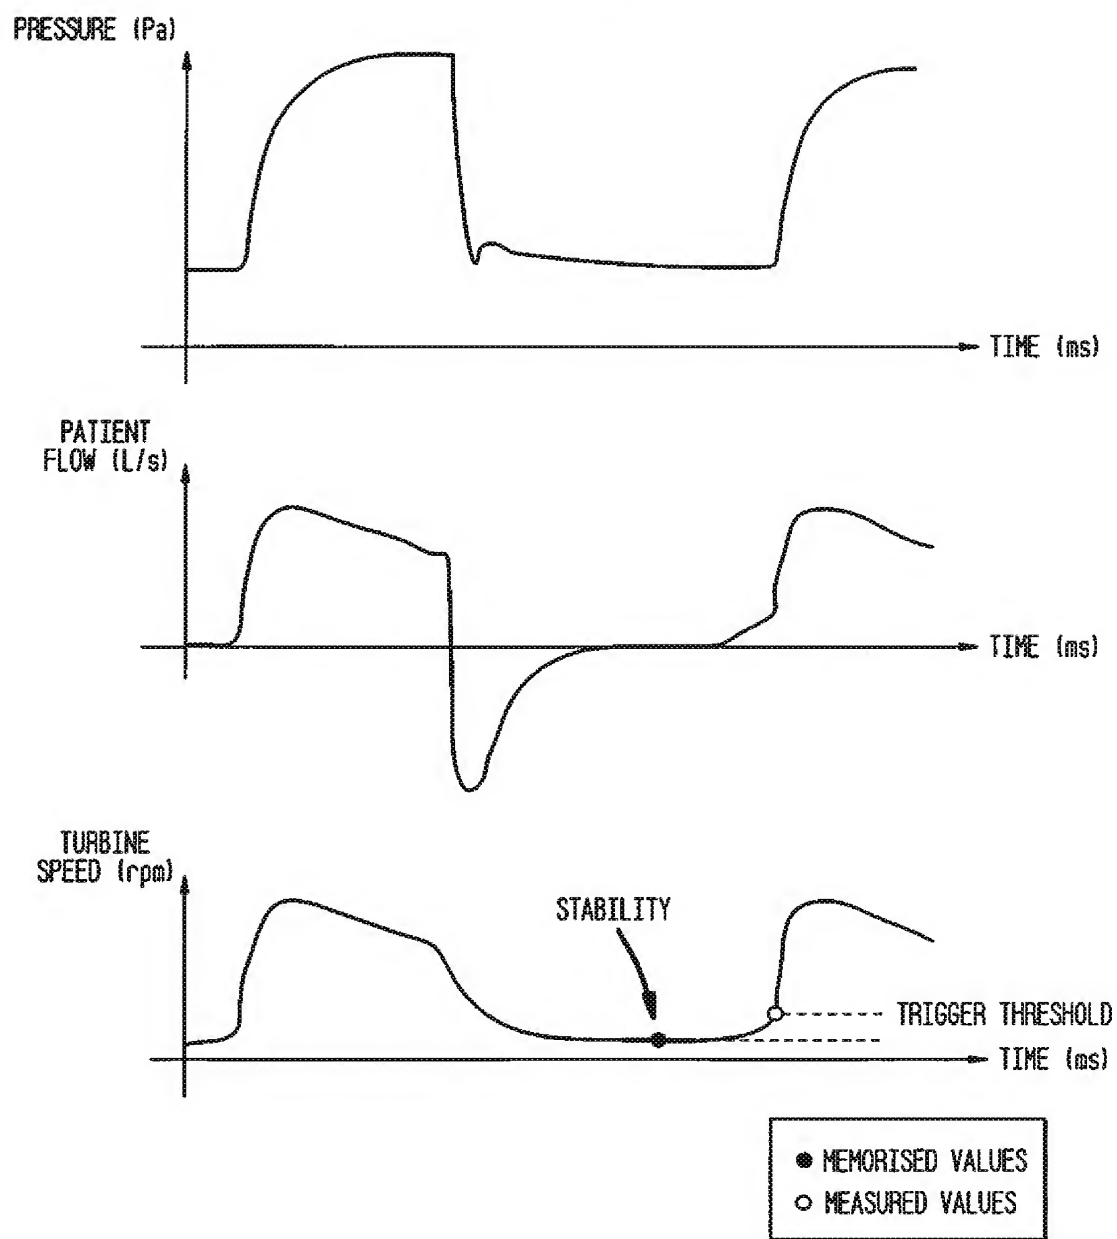 PRESSURE (Pa)
TIME (ms)
PATIENT
FLOW (L/s)
TIME (ms)
TURBINE
SPEED (rpm)
STABILITY
TRIGGER THRESHOLD
TIME (ms)
MEMORISED VALUES
MEASURED VALUES